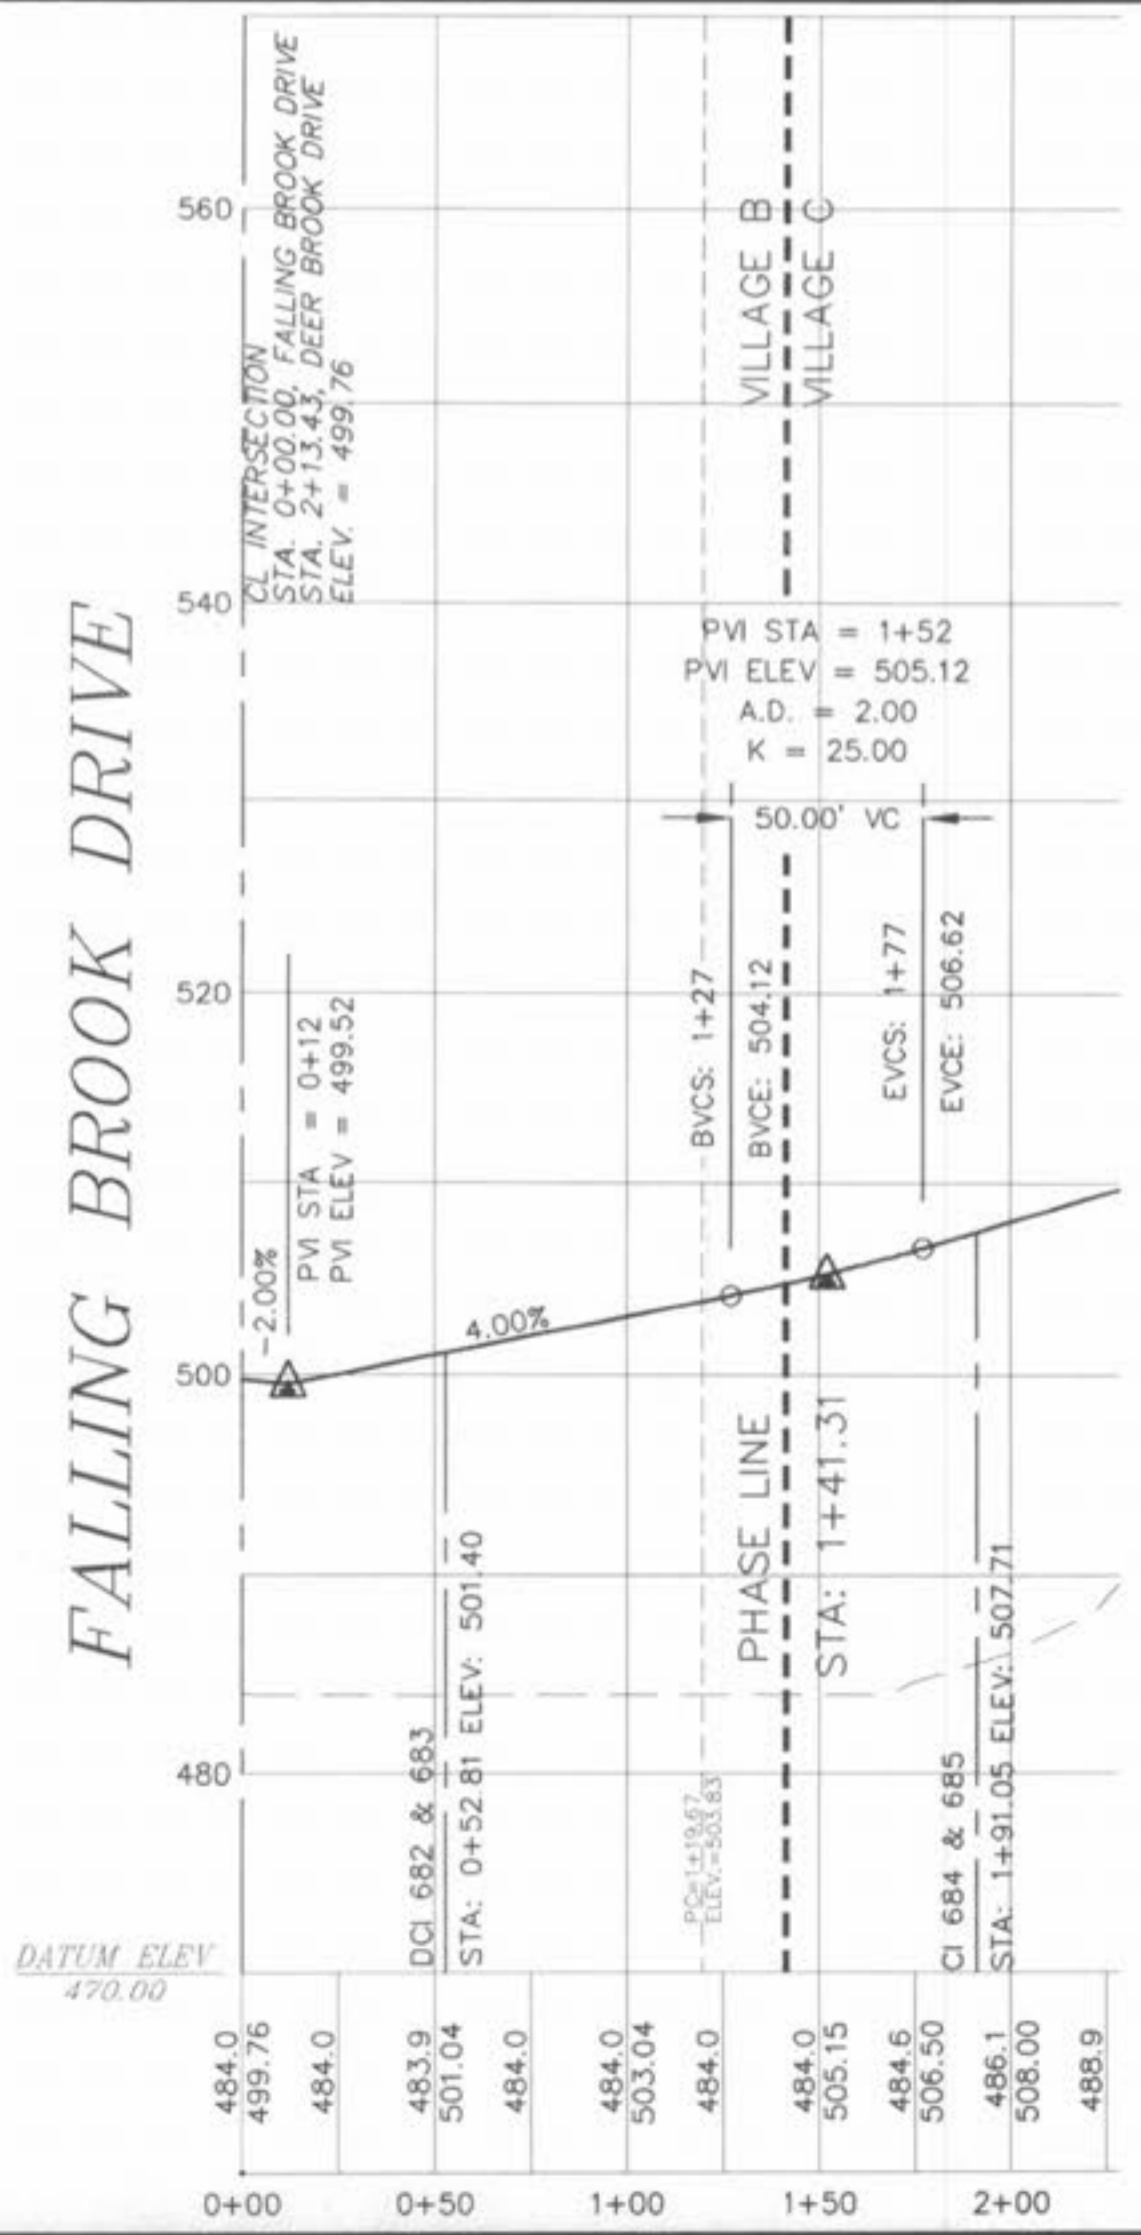 FALLING BROOK DRIVE
CL INTERSECTION
STA. 0+00.00, FALLING BROOK DRIVE
STA. 2+13.43, DEER BROOK DRIVE
ELEV. = 499.76
VILLAGE B
VILLAGE C
560
540
520
500
480
PVI STA = 1+52
PVI ELEV = 505.12
A.D. = 2.00
K = 25.00
50.00' VC
BVCS: 1+27
BVCE: 504.12
EVCS: 1+77
EVCE: 506.62
-2.00%
PVI STA = 0+12
PVI ELEV = 499.52
4.00%
PHASE LINE
STA: 1+41.31
DCI 682 & 683
STA: 0+52.81 ELEV: 501.40
PC=1+19.67
ELEV.=503.83
CI 684 & 685
STA: 1+91.05 ELEV: 507.71
DATUM ELEV
470.00
484.0
499.76
484.0
483.9
501.04
484.0
484.0
503.04
484.0
484.0
505.15
484.6
506.50
486.1
508.00
488.9
0+00 0+50 1+00 1+50 2+00